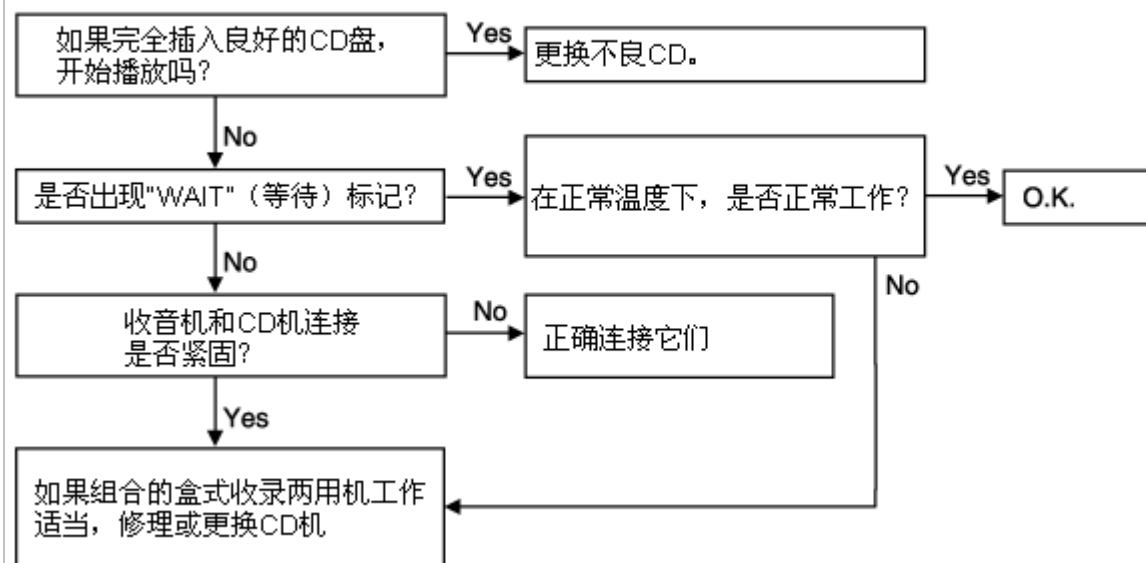 如果完全插入良好的CD盘,
开始播放吗?
Yes
更换不良CD。
No
是否出现"WAIT"（等待）标记?
Yes
在正常温度下，是否正常工作?
Yes
O.K.
No
No
收音机和CD机连接
是否紧固?
No
正确连接它们
Yes
如果组合的盒式收录两用机工作
适当，修理或更换CD机